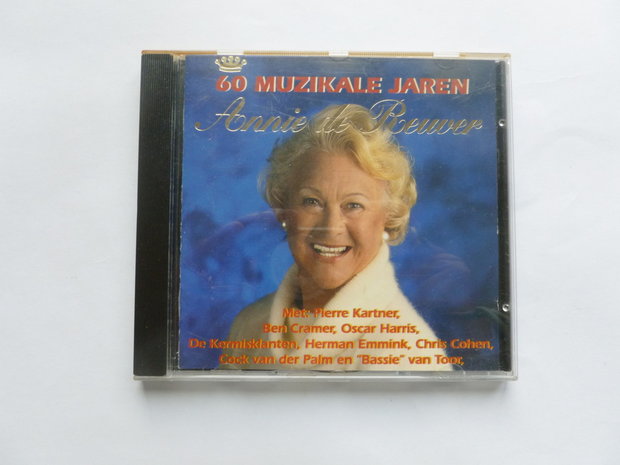 60 MUZIKALE JAREN
Annie de Reuver
Met: Pierre Kartner,
Ben Cramer, Oscar Harris,
De Kermisklanten, Herman Emmink, Chris Cohen,
Cock van der Palm en "Bassie" van Toor,